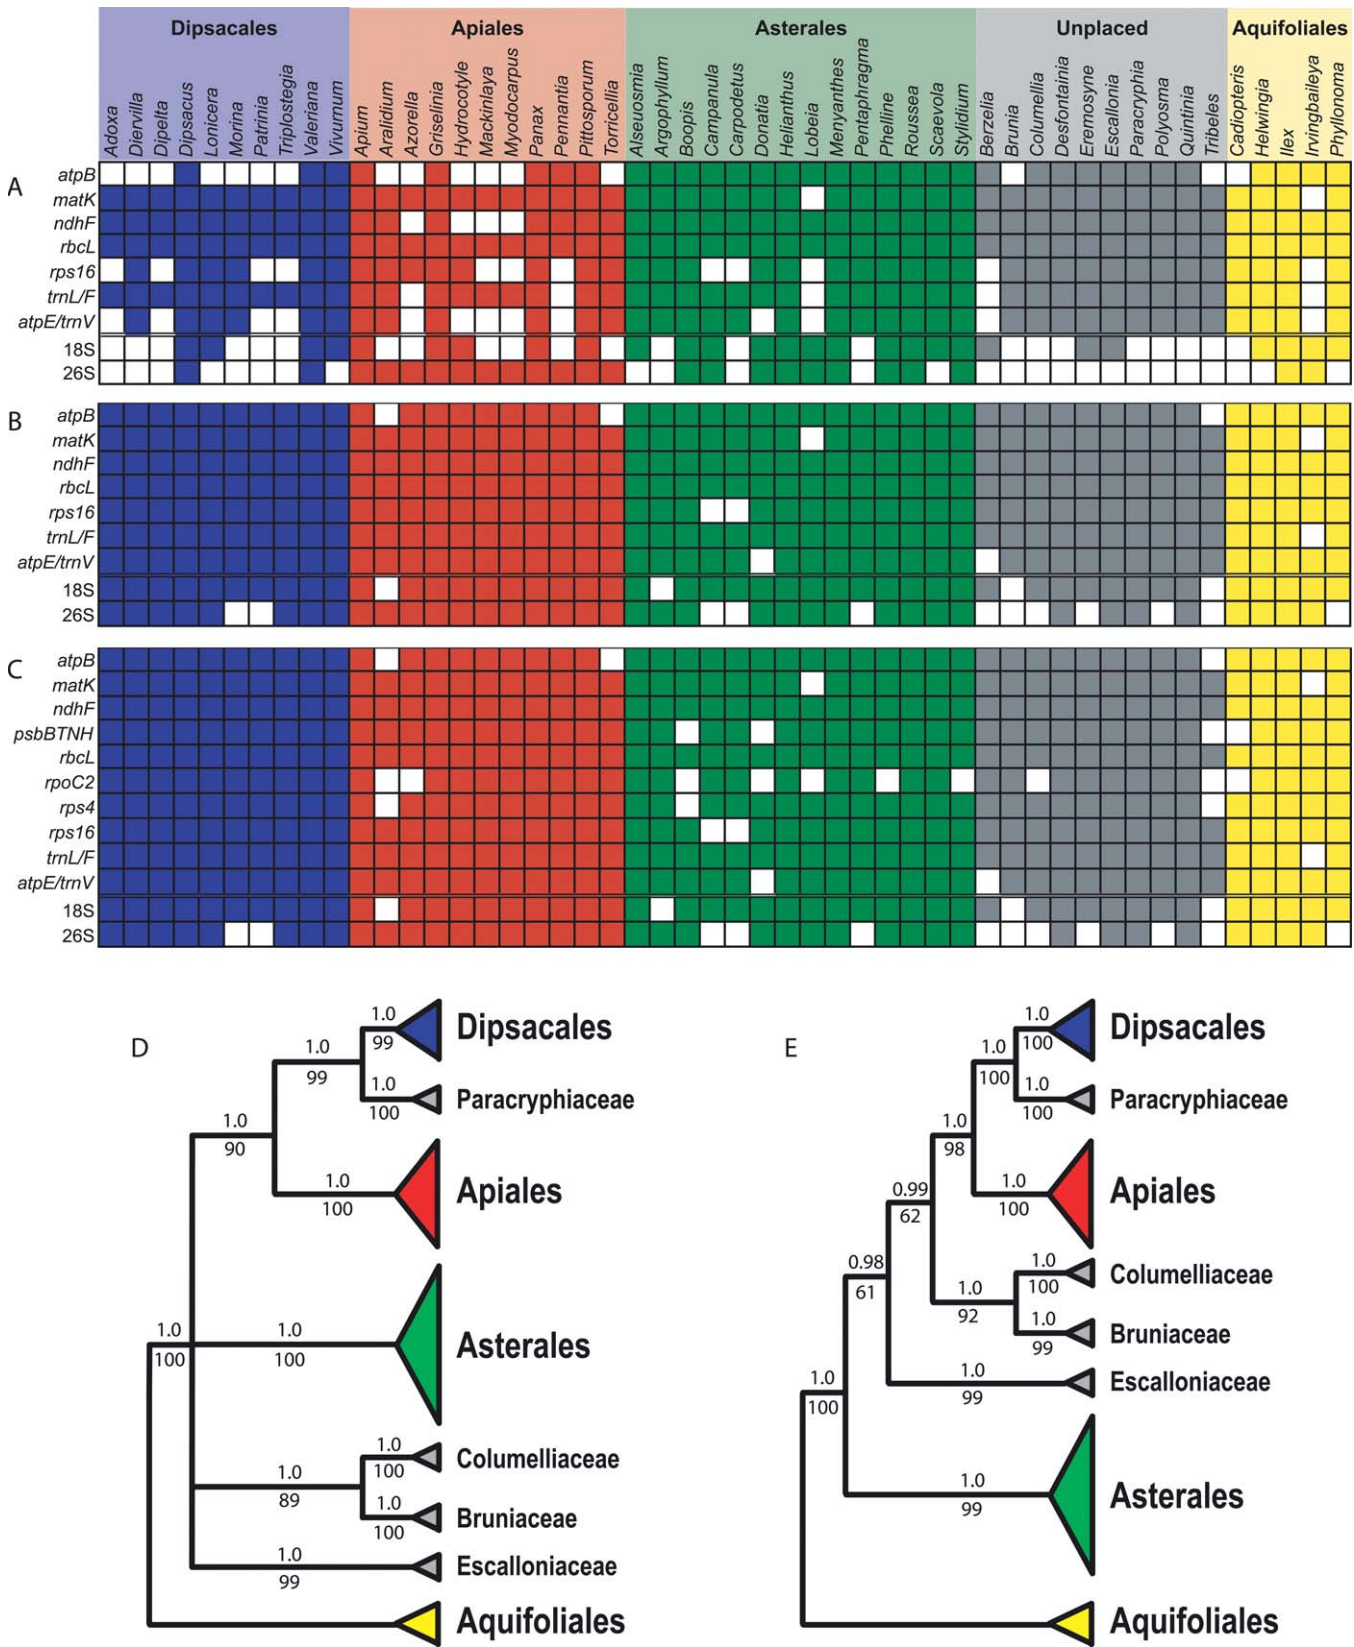 Dipsacales Apiales Asterales Unplaced Aquifoliales
Adoxa Diervilla Dipelta Dipsacus Lonicera Morina Patrinia Triplostegia Valeriana Vivurnum Apium Aralidium Azorella Griselinia Hydrocotyle Mackinlaya Myodocarpus Panax Pennantia Pittosporum Torricellia Alseuosmia Argophyllum Boopis Campanula Carpodetus Donatia Helianthus Lobeia Menyanthes Pentaphragma Phelline Roussea Scaevola Stylidium Berzelia Brunia Columellia Desfontainia Eremosyne Escallonia Paracryphia Polyosma Quintinia Tribeles Cadiopteris Helwingia Ilex Irvingbaileya Phyllonoma
A
atpB
matK
ndhF
rbcL
rps16
trnL/F
atpE/trnV
18S
26S
B
atpB
matK
ndhF
rbcL
rps16
trnL/F
atpE/trnV
18S
26S
C
atpB
matK
ndhF
psbBTNH
rbcL
rpoC2
rps4
rps16
trnL/F
atpE/trnV
18S
26S
D
1.0
99
Dipsacales
1.0
99
1.0
100
Paracryphiaceae
1.0
90
1.0
100
Apiales
1.0
100
1.0
100
Asterales
1.0
100
Columelliaceae
1.0
89
1.0
100
Bruniaceae
1.0
99
Escalloniaceae
Aquifoliales
E
1.0
100
Dipsacales
1.0
100
1.0
100
Paracryphiaceae
1.0
98
1.0
100
Apiales
0.99
62
1.0
100
Columelliaceae
0.98
61
1.0
92
1.0
99
Bruniaceae
1.0
99
Escalloniaceae
1.0
100
1.0
99
Asterales
Aquifoliales